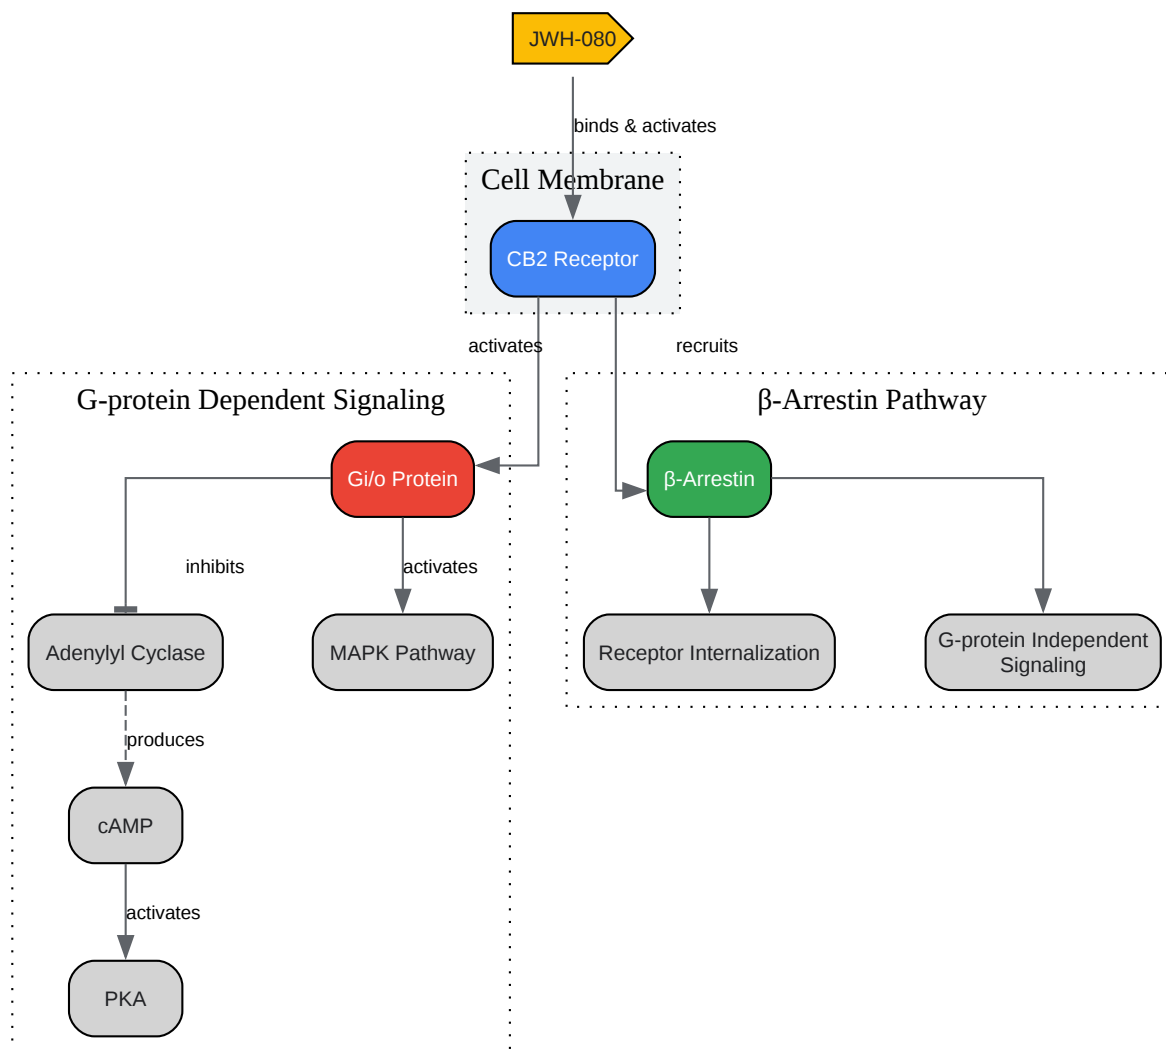 JWH-080
binds & activates
Cell Membrane
CB2 Receptor
activates
recruits
G-protein Dependent Signaling
β-Arrestin Pathway
Gi/o Protein
β-Arrestin
inhibits
activates
Adenylyl Cyclase
MAPK Pathway
Receptor Internalization
G-protein Independent
Signaling
produces
cAMP
activates
PKA